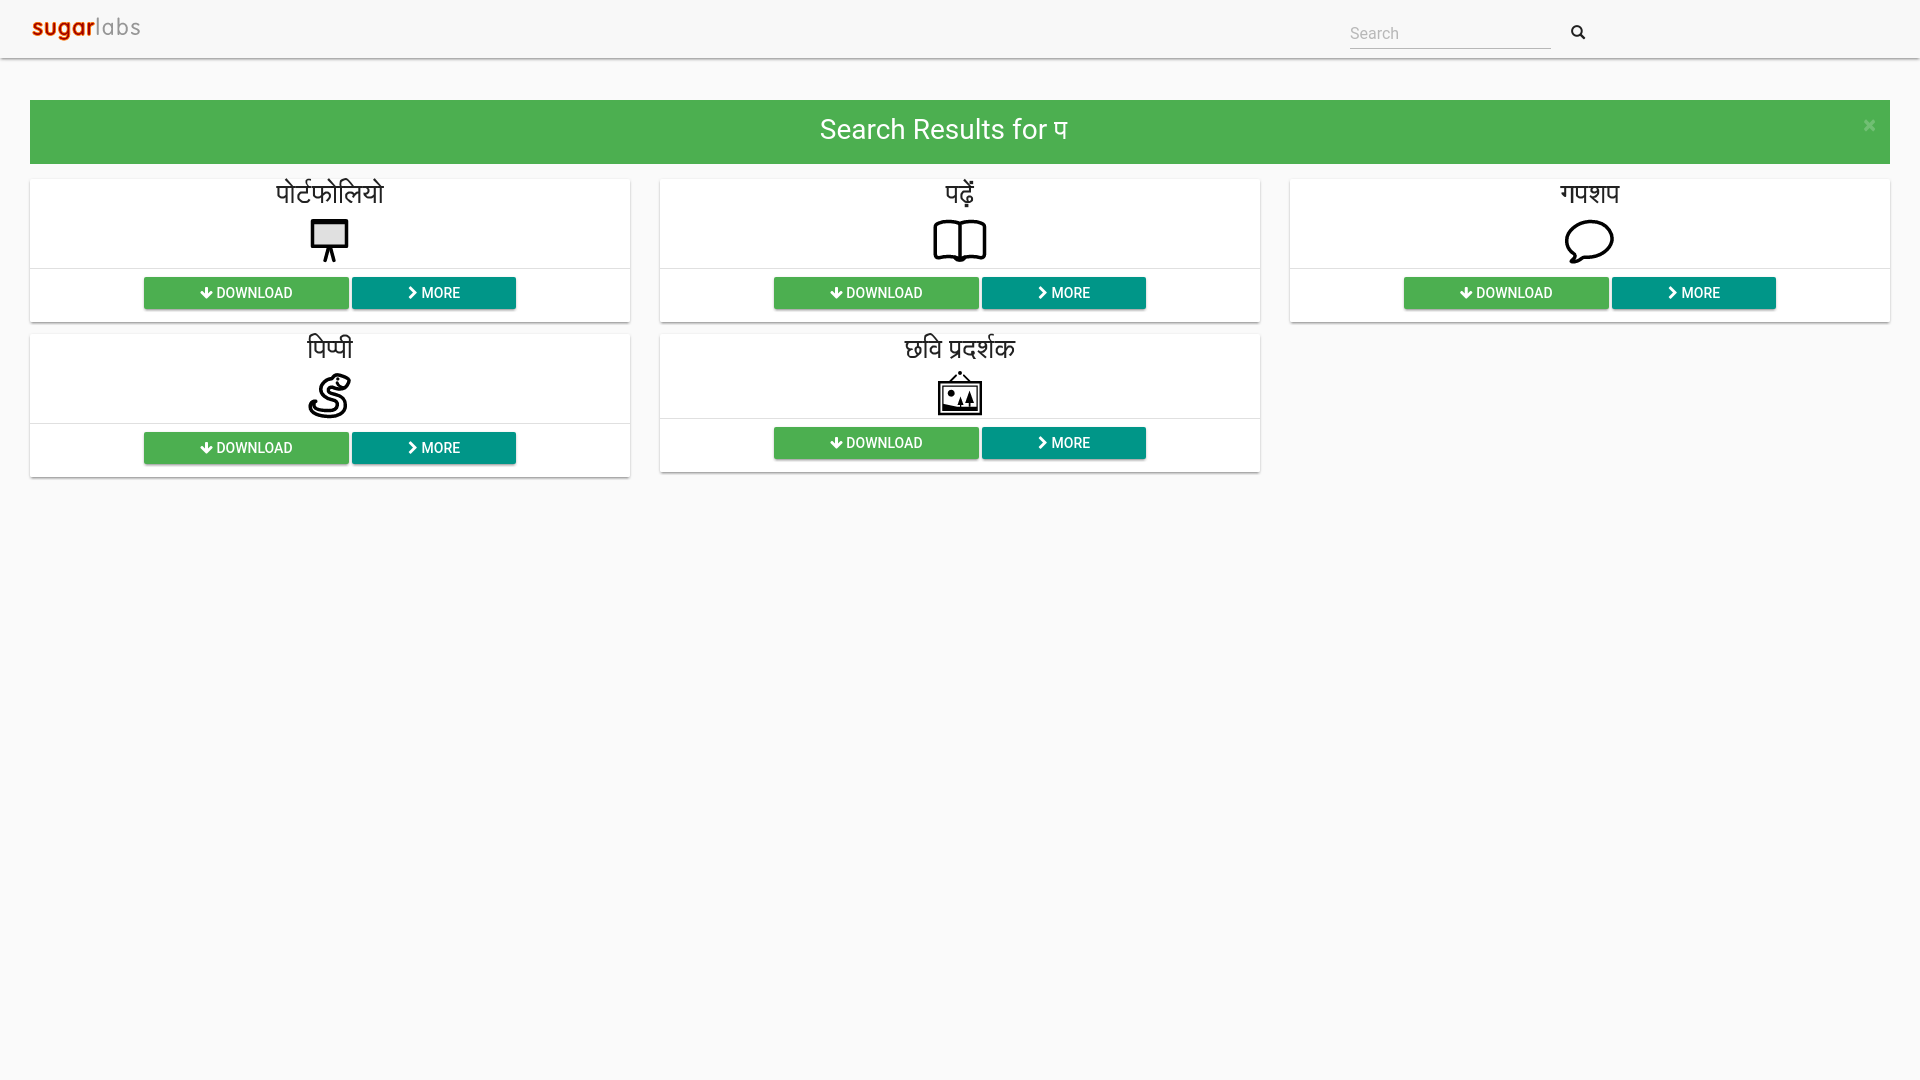 sugarlabs
Search
Search Results for प
×
पोर्टफोलियो
DOWNLOAD
MORE
पढ़ें
DOWNLOAD
MORE
गपशप
DOWNLOAD
MORE
पिप्पी
DOWNLOAD
MORE
छवि प्रदर्शक
DOWNLOAD
MORE